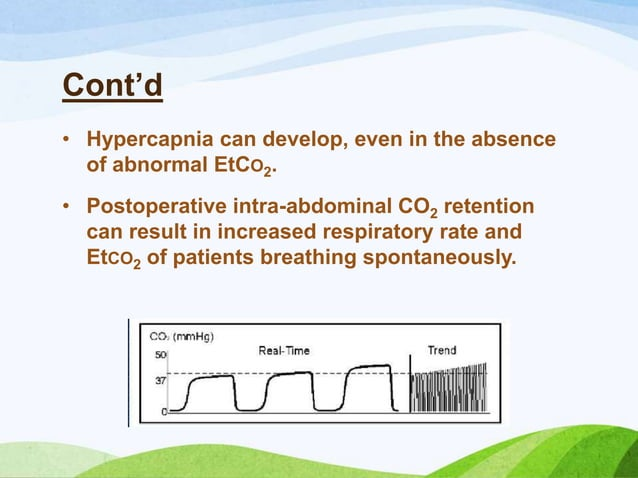 Cont’d
• Hypercapnia can develop, even in the absence
of abnormal EtCO₂.
• Postoperative intra-abdominal CO₂ retention
can result in increased respiratory rate and
EtCO₂ of patients breathing spontaneously.
CO₂ (mmHg)
Real-Time
Trend
50
37
0